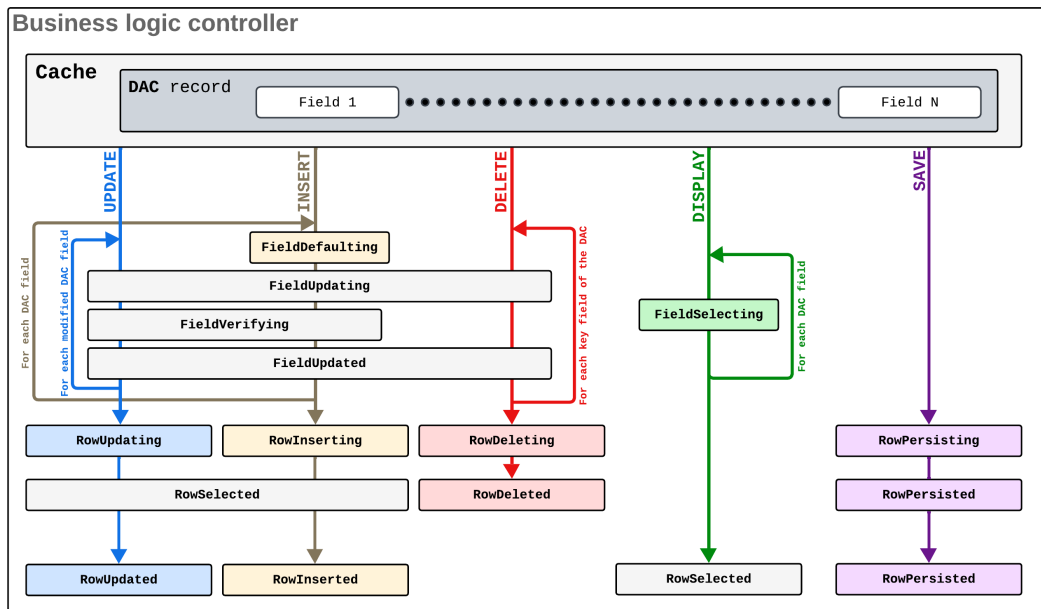 Business logic controller
Cache
DAC record
Field 1
Field N
UPDATE
INSERT
DELETE
DISPLAY
SAVE
For each DAC field
For each modified DAC field
FieldDefaulting
FieldUpdating
FieldVerifying
FieldUpdated
For each key field of the DAC
FieldSelecting
For each DAC field
RowUpdating
RowInserting
RowDeleting
RowPersisting
RowSelected
RowDeleted
RowPersisted
RowUpdated
RowInserted
RowSelected
RowPersisted